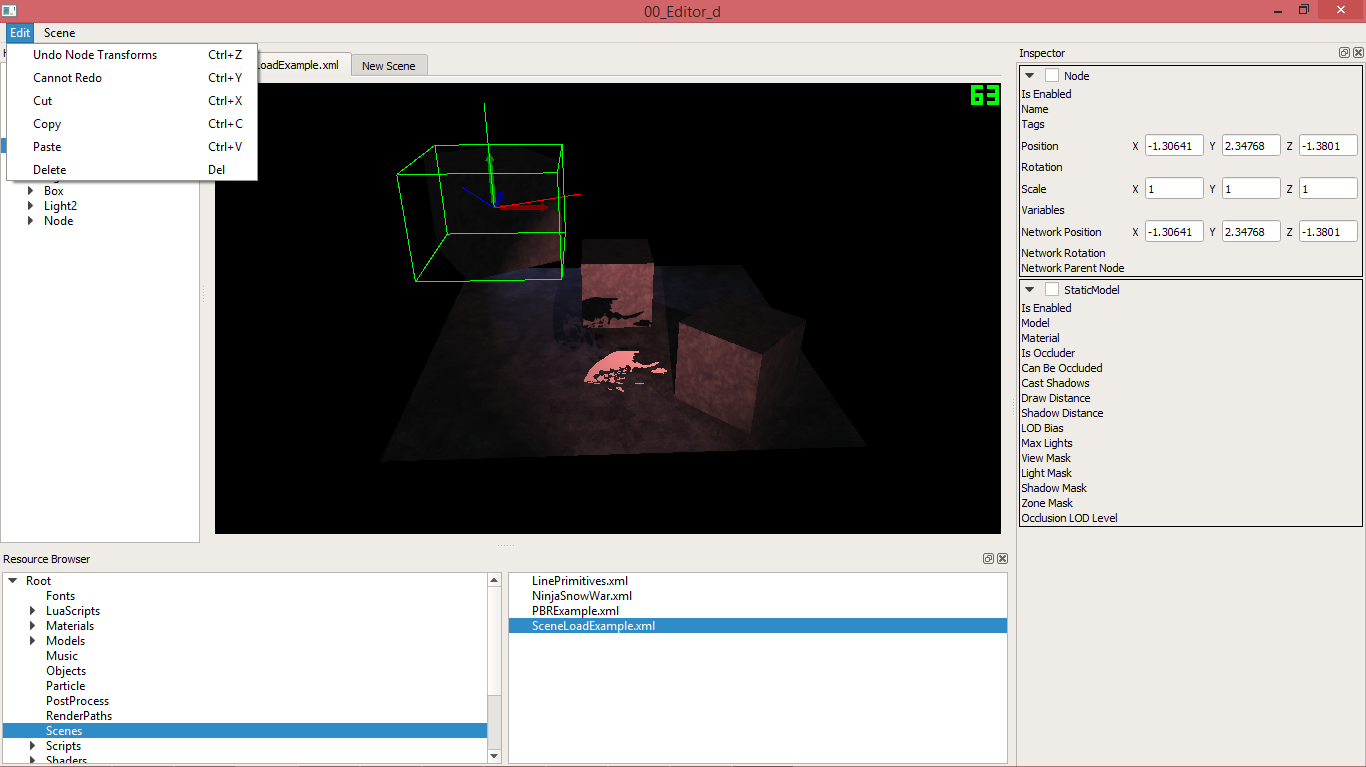 00_Editor_d
Edit Scene
Undo Node Transforms Ctrl+Z
Cannot Redo Ctrl+Y
Cut Ctrl+X
Copy Ctrl+C
Paste Ctrl+V
Delete Del
Box
Light2
Node
oadExample.xml New Scene
63
Inspector
Node
Is Enabled
Name
Tags
Position X -1.30641 Y 2.34768 Z -1.3801
Rotation
Scale X 1 Y 1 Z 1
Variables
Network Position X -1.30641 Y 2.34768 Z -1.3801
Network Rotation
Network Parent Node
StaticModel
Is Enabled
Model
Material
Is Occluder
Can Be Occluded
Cast Shadows
Draw Distance
Shadow Distance
LOD Bias
Max Lights
View Mask
Light Mask
Shadow Mask
Zone Mask
Occlusion LOD Level
Resource Browser
Root
Fonts
LuaScripts
Materials
Models
Music
Objects
Particle
PostProcess
RenderPaths
Scenes
Scripts
Shaders
LinePrimitives.xml
NinjaSnowWar.xml
PBRExample.xml
SceneLoadExample.xml